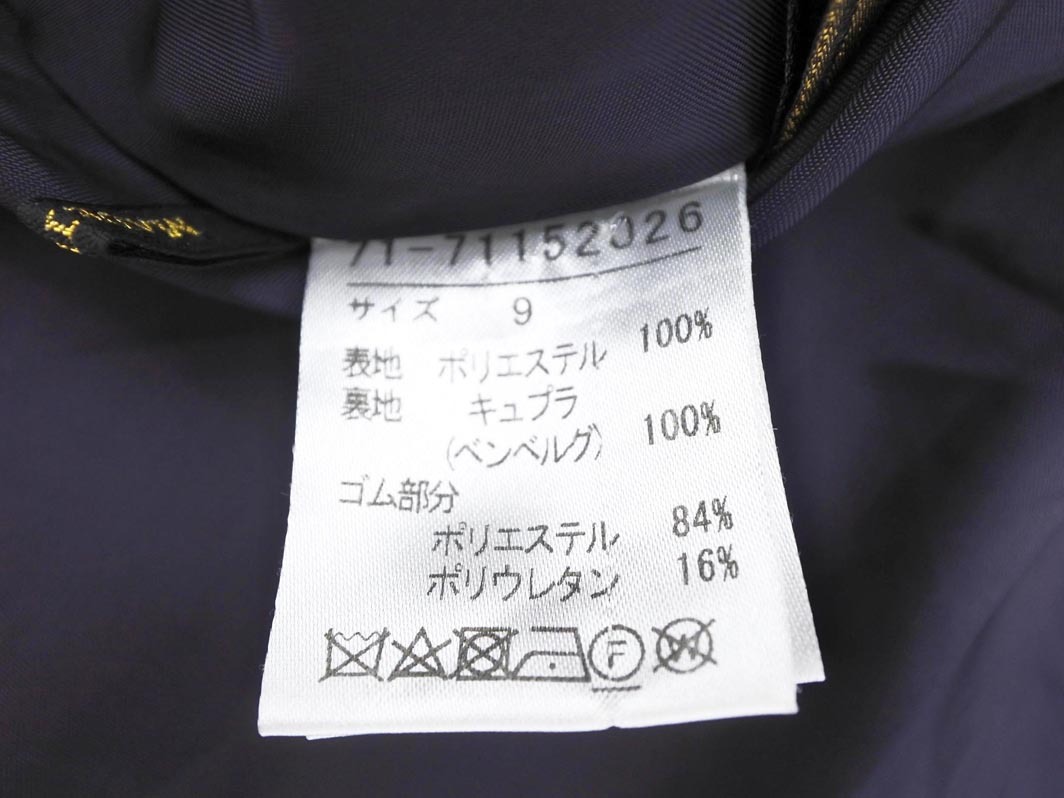 71-71152026
サイズ 9
表地 ポリエステル 100%
裏地 キュプラ 100%
(ベンベルグ)
ゴム部分
ポリエステル 84%
ポリウレタン 16%
F W